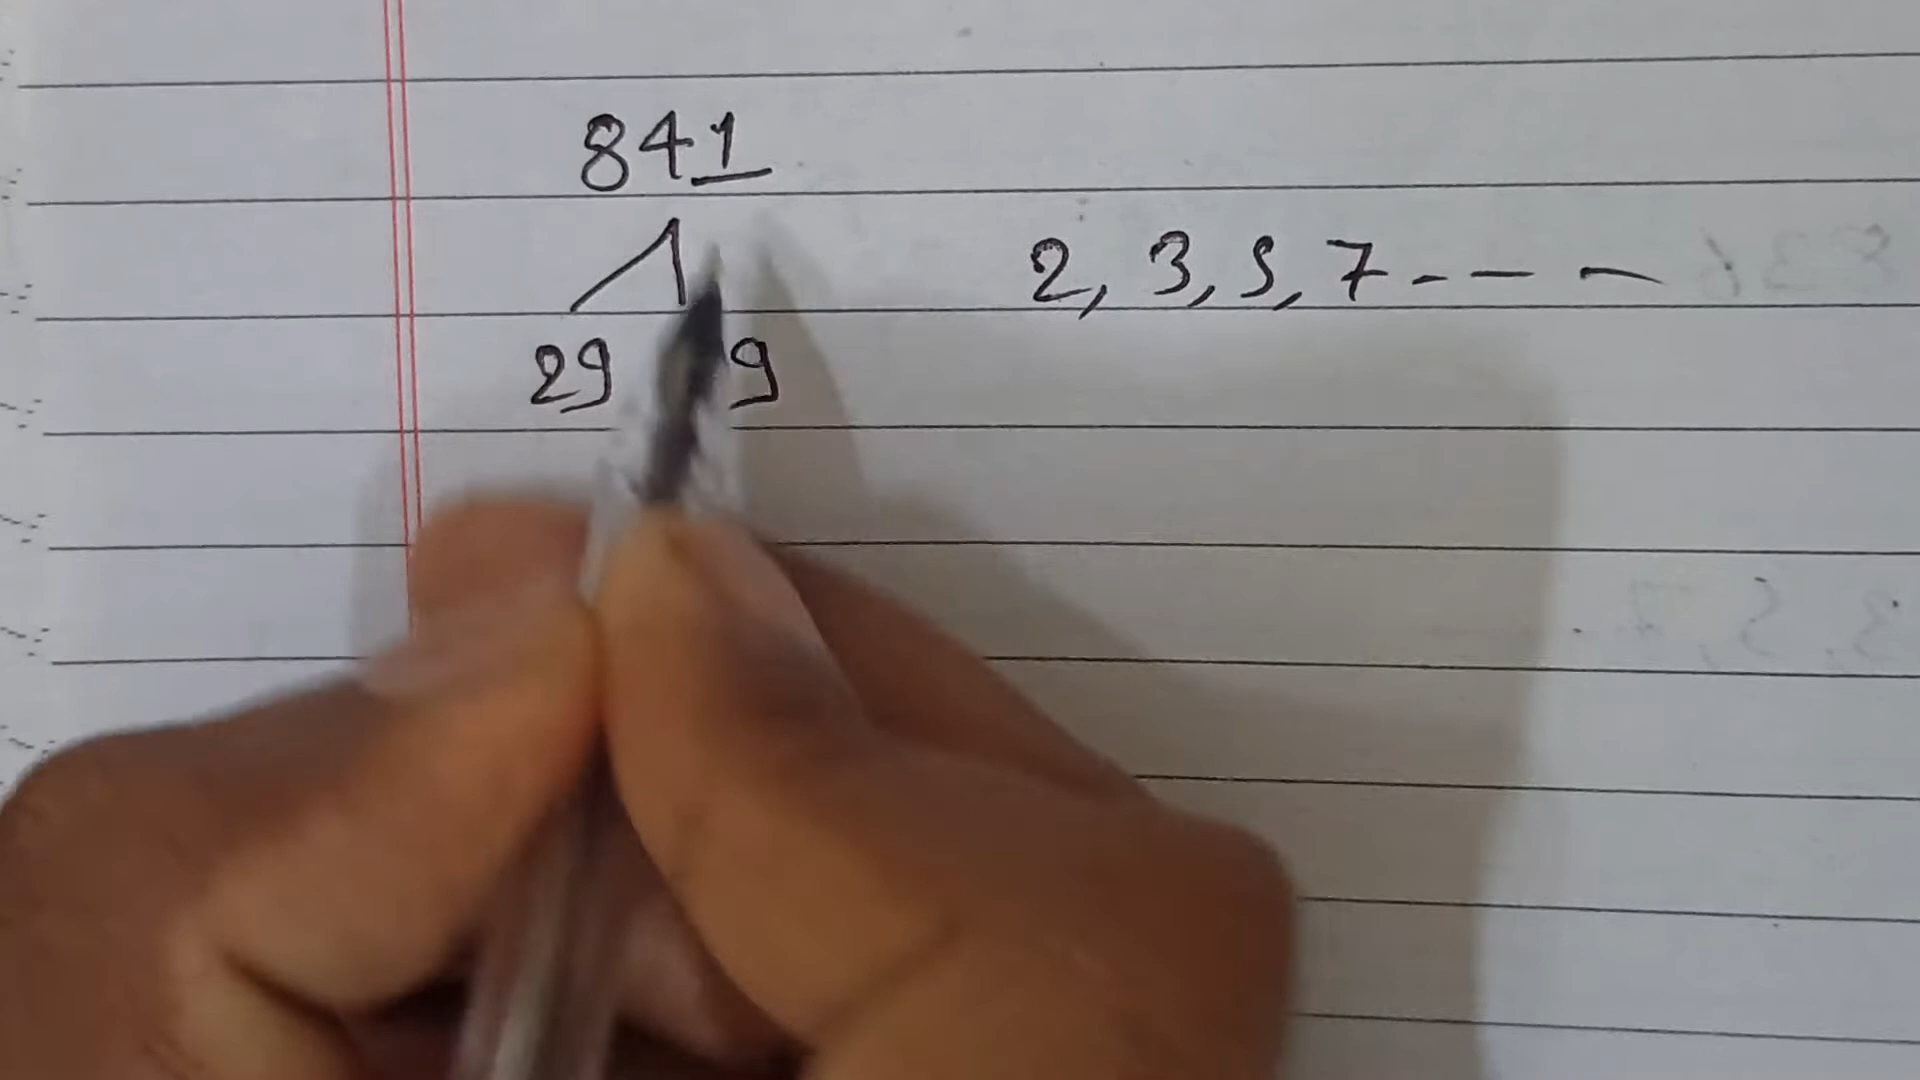 841
2, 3, 5, 7 - - -
29 9